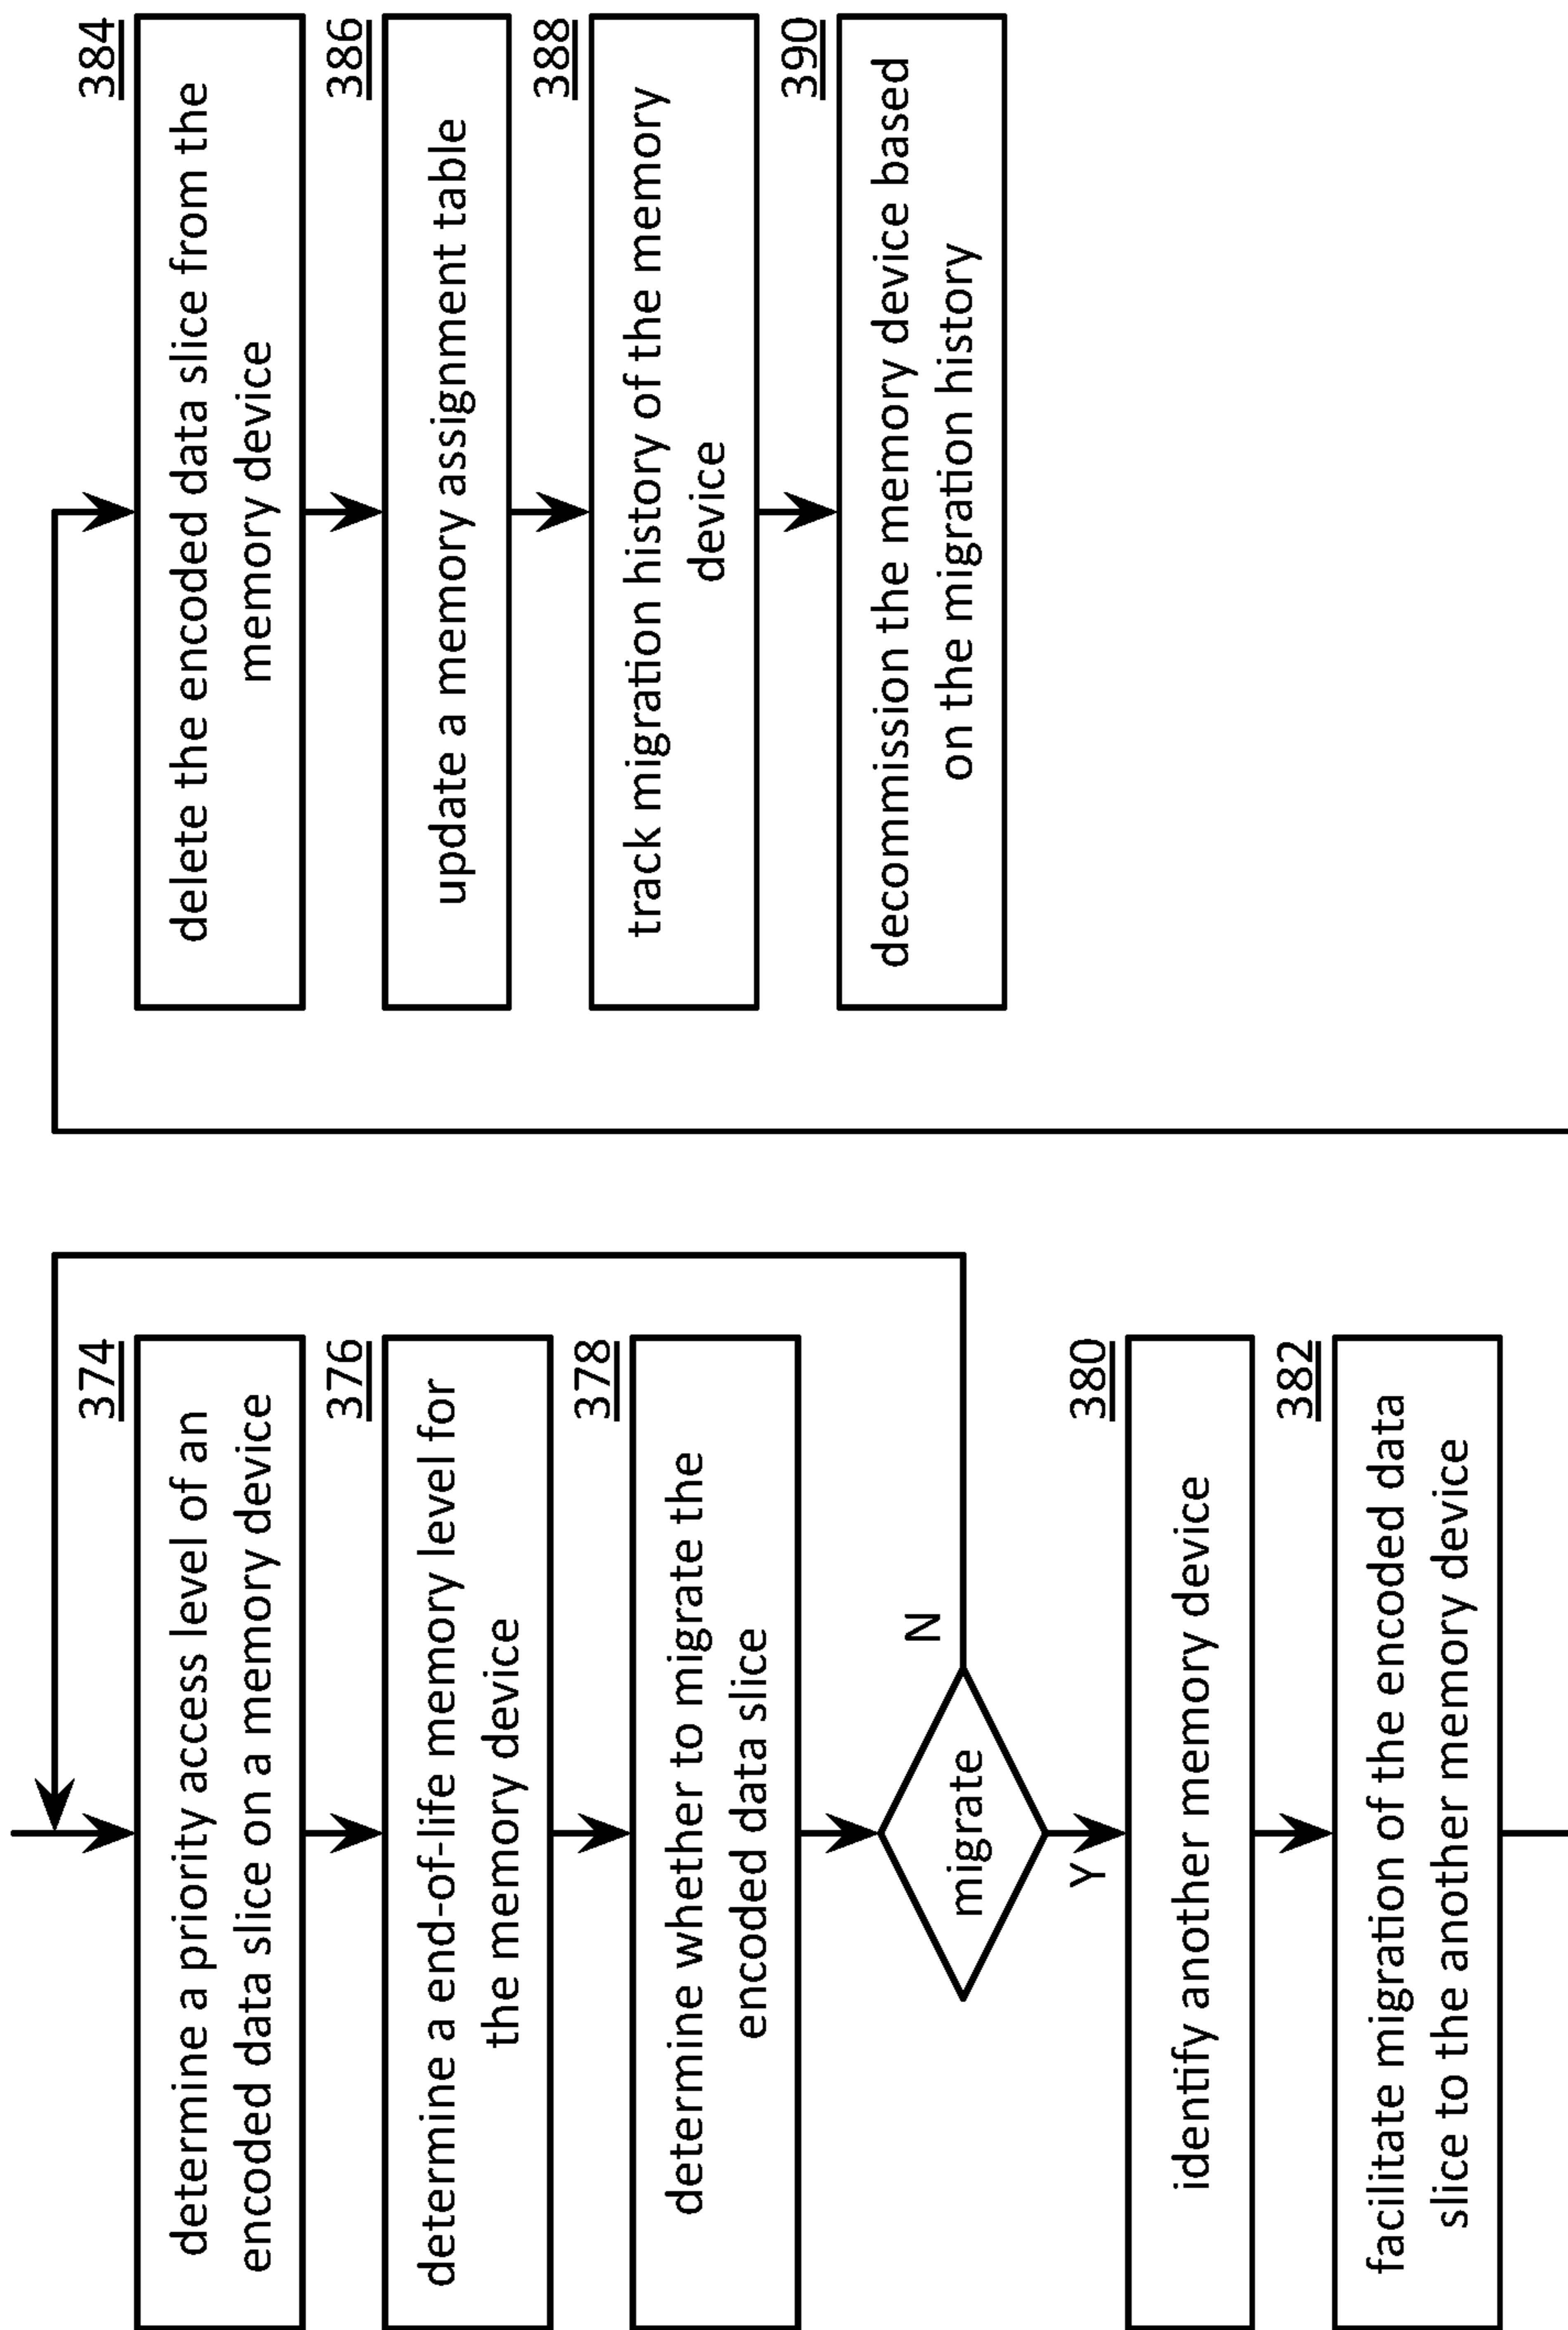 374
determine a priority access level of an
encoded data slice on a memory device
376
determine a end-of-life memory level for
the memory device
378
determine whether to migrate the
encoded data slice
migrate
N
Y
380
identify another memory device
382
facilitate migration of the encoded data
slice to the another memory device
384
delete the encoded data slice from the
memory device
386
update a memory assignment table
388
track migration history of the memory
device
390
decommission the memory device based
on the migration history